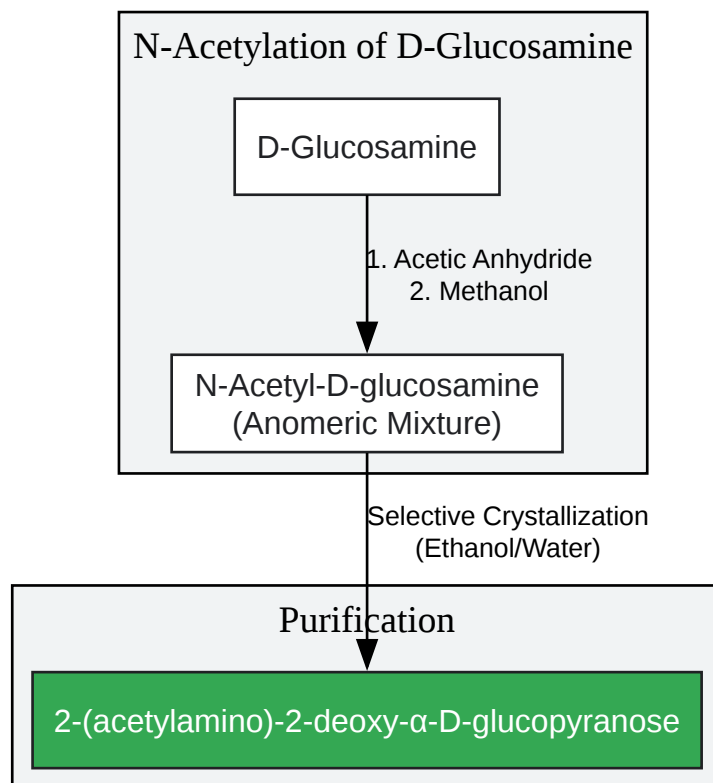 N-Acetylation of D-Glucosamine
D-Glucosamine
1. Acetic Anhydride
2. Methanol
N-Acetyl-D-glucosamine
(Anomeric Mixture)
Selective Crystallization
(Ethanol/Water)
Purification
2-(acetylamino)-2-deoxy-α-D-glucopyranose